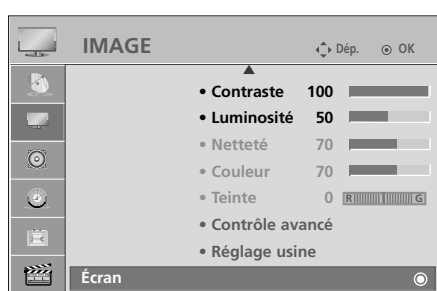 IMAGE Dép. OK
• Contraste 100
• Luminosité 50
• Netteté 70
• Couleur 70
• Teinte 0 R G
• Contrôle avancé
• Réglage usine
Écran